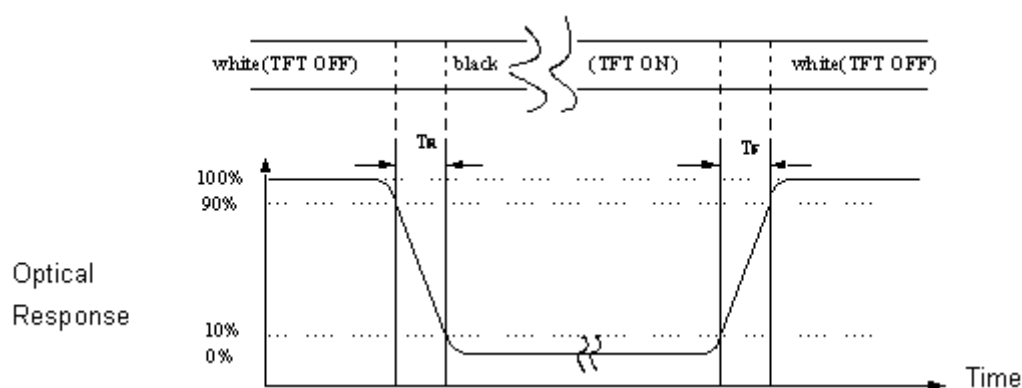 white(TFT OFF) black (TFT ON) white(TFT OFF)
TR TF
100%
90%
Optical
Response
10%
0%
Time